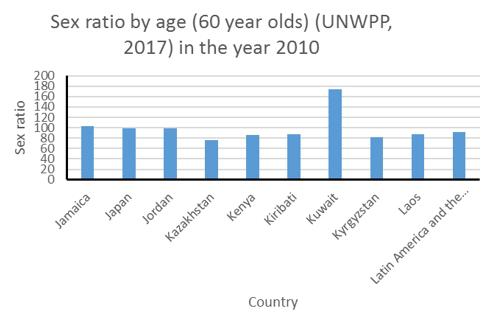 Sex ratio by age (60 year olds) (UNWPP,
2017) in the year 2010
Sex ratio
200
180
160
140
120
100
80
60
40
20
0
Jamaica
Japan
Jordan
Kazakhstan
Kenya
Kiribati
Kuwait
Kyrgyzstan
Laos
Latin America and the...
Country